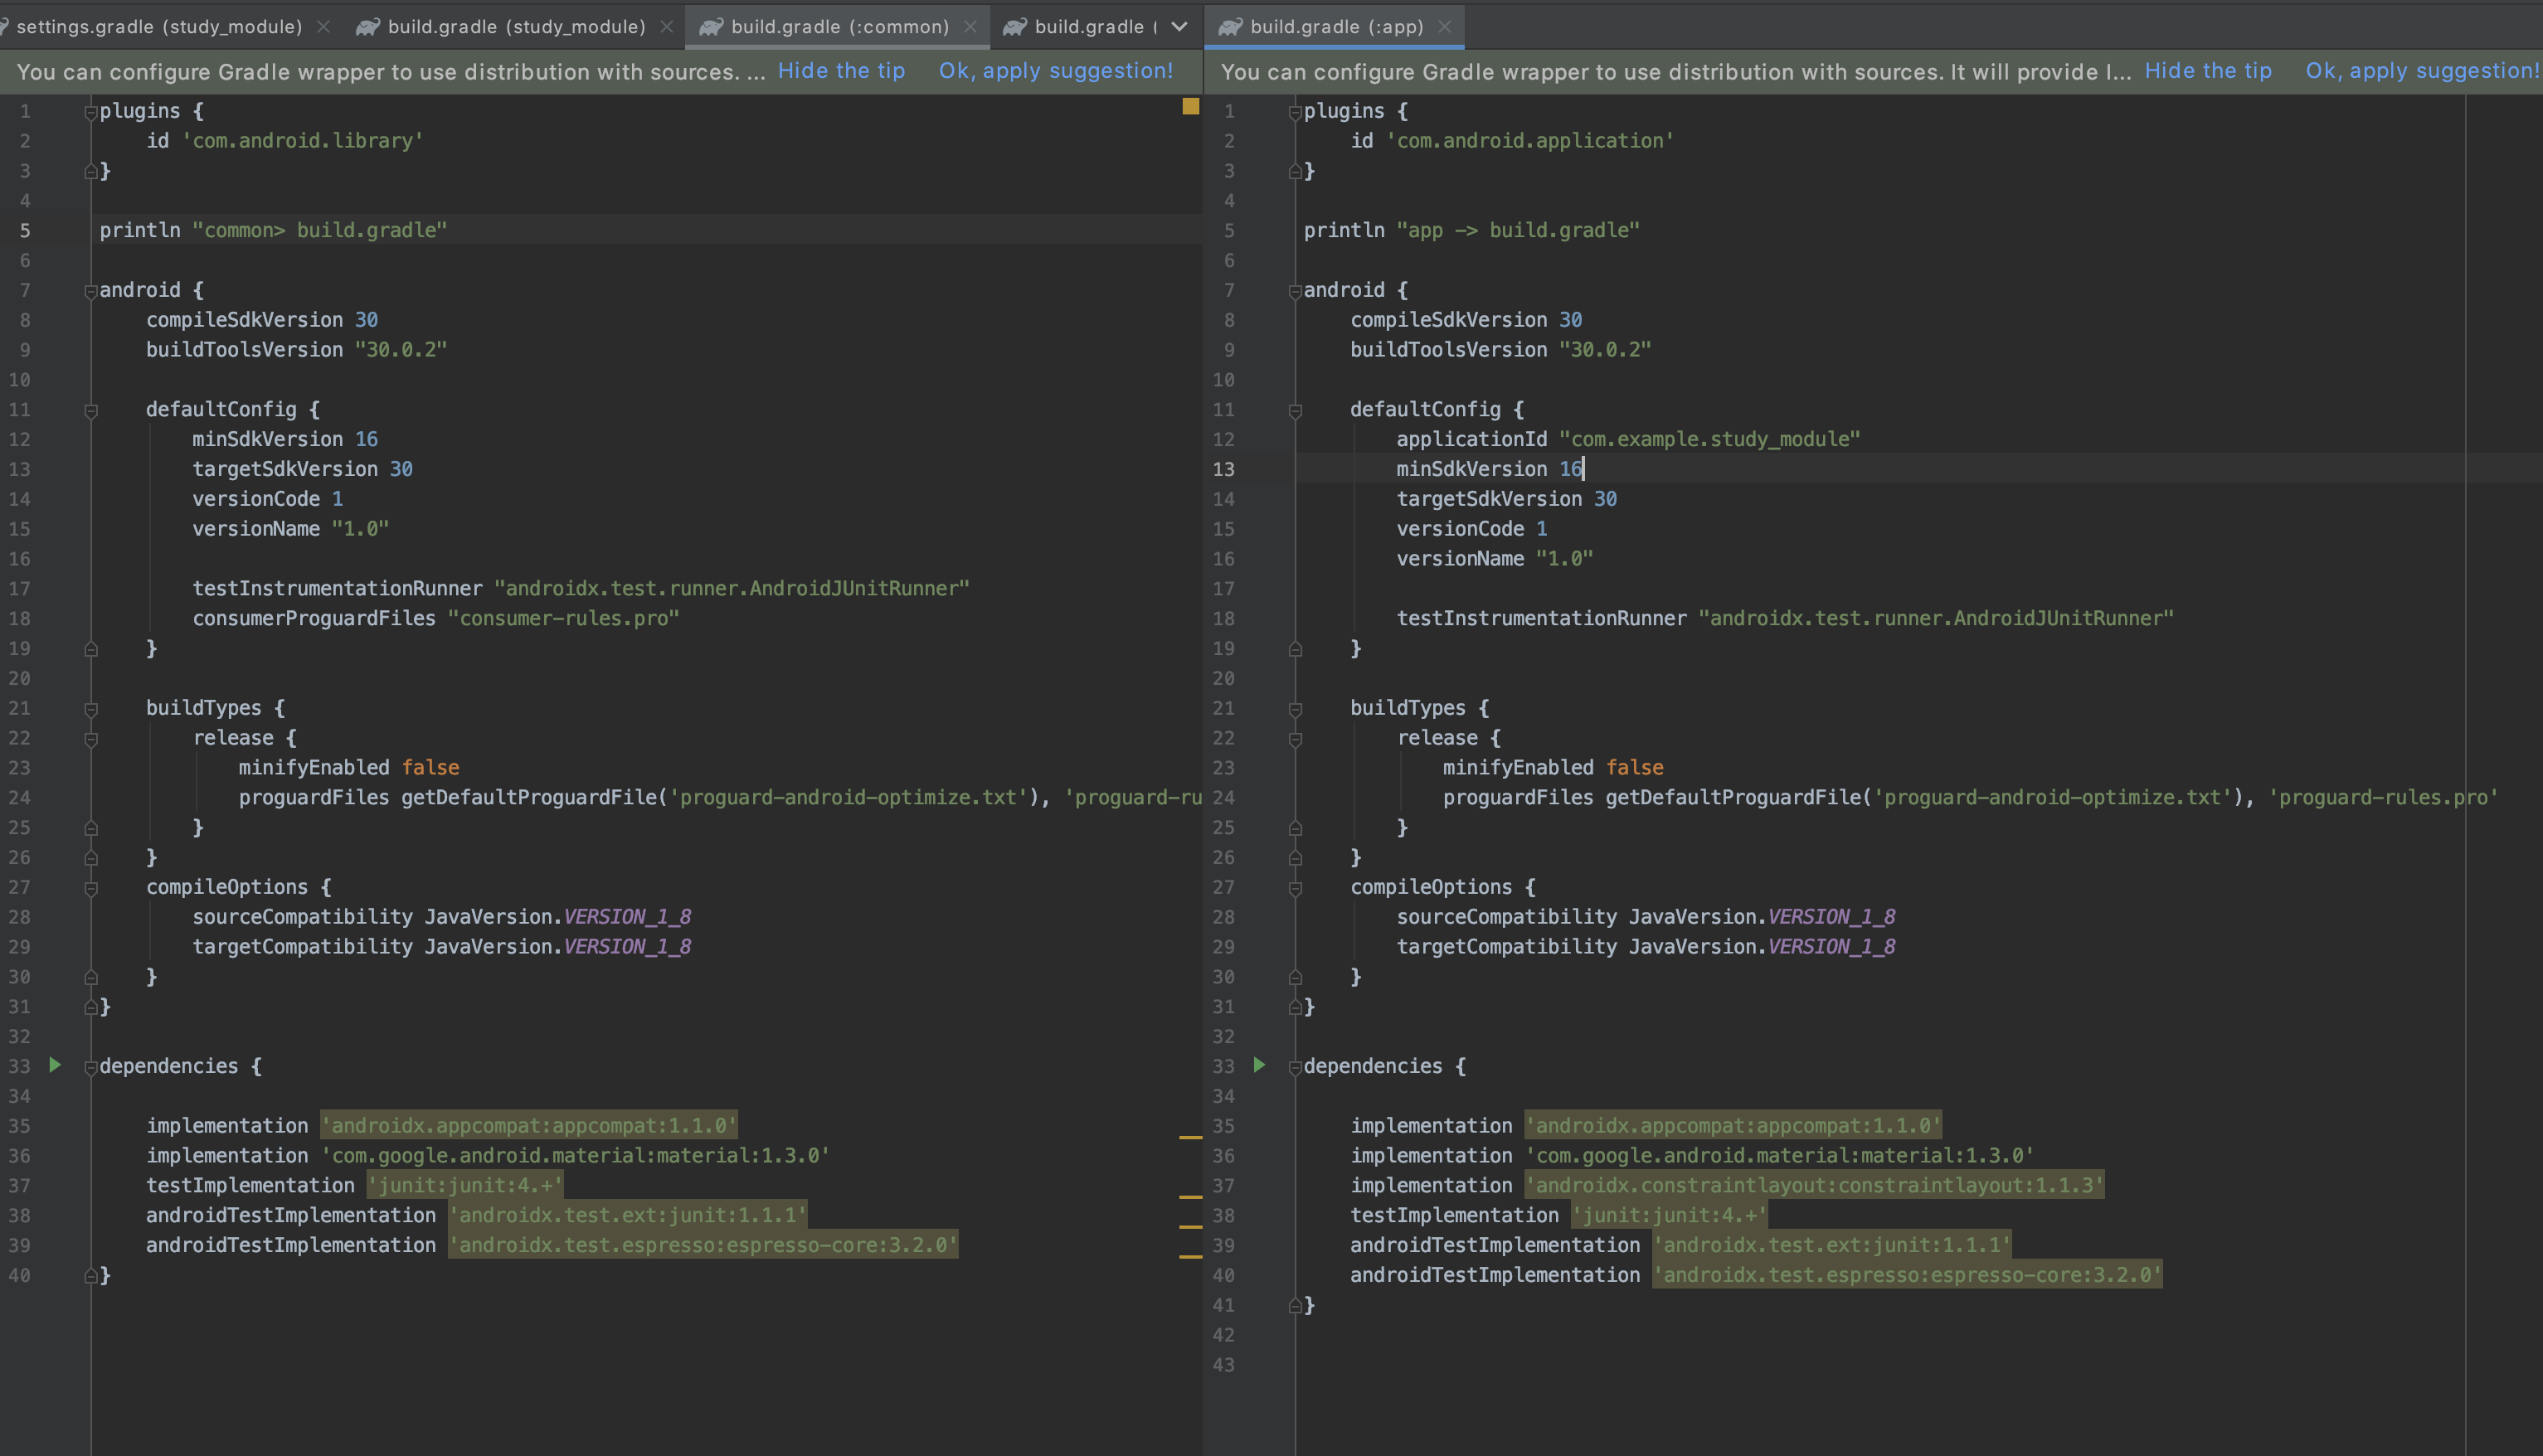 settings.gradle (study_module)
build.gradle (study_module)
build.gradle (:common)
build.gradle (
You can configure Gradle wrapper to use distribution with sources. ...
Hide the tip
Ok, apply suggestion!
1 plugins {
2 id 'com.android.library'
3 }
4
5 println "common> build.gradle"
6
7 android {
8 compileSdkVersion 30
9 buildToolsVersion "30.0.2"
10
11 defaultConfig {
12 minSdkVersion 16
13 targetSdkVersion 30
14 versionCode 1
15 versionName "1.0"
16
17 testInstrumentationRunner "androidx.test.runner.AndroidJUnitRunner"
18 consumerProguardFiles "consumer-rules.pro"
19 }
20
21 buildTypes {
22 release {
23 minifyEnabled false
24 proguardFiles getDefaultProguardFile('proguard-android-optimize.txt'), 'proguard-ru
25 }
26 }
27 compileOptions {
28 sourceCompatibility JavaVersion.VERSION_1_8
29 targetCompatibility JavaVersion.VERSION_1_8
30 }
31 }
32
33 dependencies {
34
35 implementation 'androidx.appcompat:appcompat:1.1.0'
36 implementation 'com.google.android.material:material:1.3.0'
37 testImplementation 'junit:junit:4.+'
38 androidTestImplementation 'androidx.test.ext:junit:1.1.1'
39 androidTestImplementation 'androidx.test.espresso:espresso-core:3.2.0'
40 }
build.gradle (:app)
You can configure Gradle wrapper to use distribution with sources. It will provide I...
Hide the tip
Ok, apply suggestion!
1 plugins {
2 id 'com.android.application'
3 }
4
5 println "app -> build.gradle"
6
7 android {
8 compileSdkVersion 30
9 buildToolsVersion "30.0.2"
10
11 defaultConfig {
12 applicationId "com.example.study_module"
13 minSdkVersion 16
14 targetSdkVersion 30
15 versionCode 1
16 versionName "1.0"
17
18 testInstrumentationRunner "androidx.test.runner.AndroidJUnitRunner"
19 }
20
21 buildTypes {
22 release {
23 minifyEnabled false
24 proguardFiles getDefaultProguardFile('proguard-android-optimize.txt'), 'proguard-rules.pro'
25 }
26 }
27 compileOptions {
28 sourceCompatibility JavaVersion.VERSION_1_8
29 targetCompatibility JavaVersion.VERSION_1_8
30 }
31 }
32
33 dependencies {
34
35 implementation 'androidx.appcompat:appcompat:1.1.0'
36 implementation 'com.google.android.material:material:1.3.0'
37 implementation 'androidx.constraintlayout:constraintlayout:1.1.3'
38 testImplementation 'junit:junit:4.+'
39 androidTestImplementation 'androidx.test.ext:junit:1.1.1'
40 androidTestImplementation 'androidx.test.espresso:espresso-core:3.2.0'
41 }
42
43